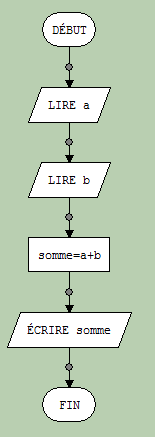 DÉBUT
LIRE a
LIRE b
somme=a+b
ÉCRIRE somme
FIN